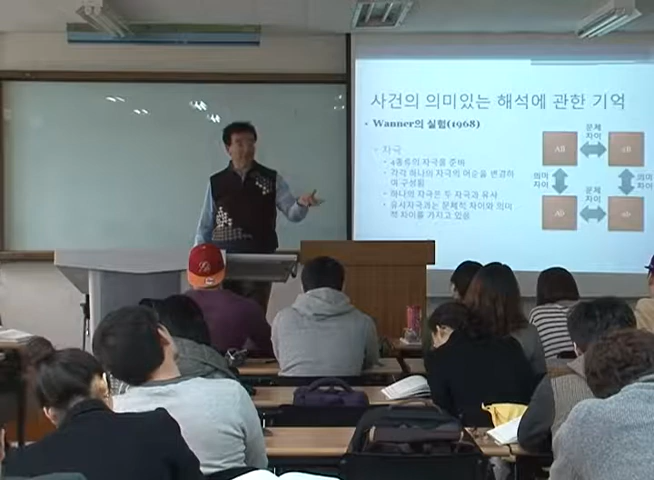 사건의 의미있는 해석에 관한 기억
• Wanner의 실험(1968)
• 자극
• 4종류의 자극을 준비
• 각각 하나의 자극의 어순을 변경하여 구성됨
• 하나의 자극은 두 자극과 유사
• 유사자극과는 문체적 차이와 의미적 차이를 가지고 있음
문체 차이
AB
aB
의미 차이
의미 차이
문체 차이
Ab
ab